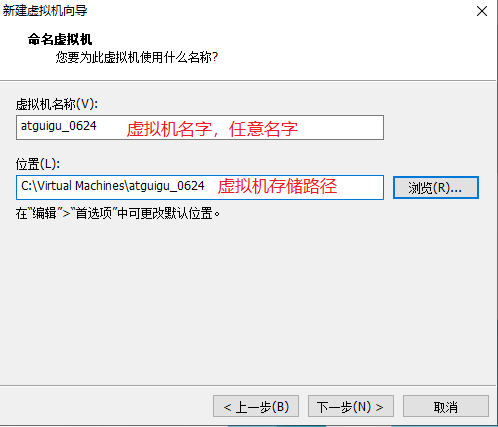 新建虚拟机向导
命名虚拟机
您要为此虚拟机使用什么名称?
虚拟机名称(V):
atguigu_0624 虚拟机名字，任意名字
位置(L):
C:\Virtual Machines\atguigu_0624 虚拟机存储路径 浏览(R)...
在"编辑">"首选项"中可更改默认位置。
< 上一步(B) 下一步(N) > 取消